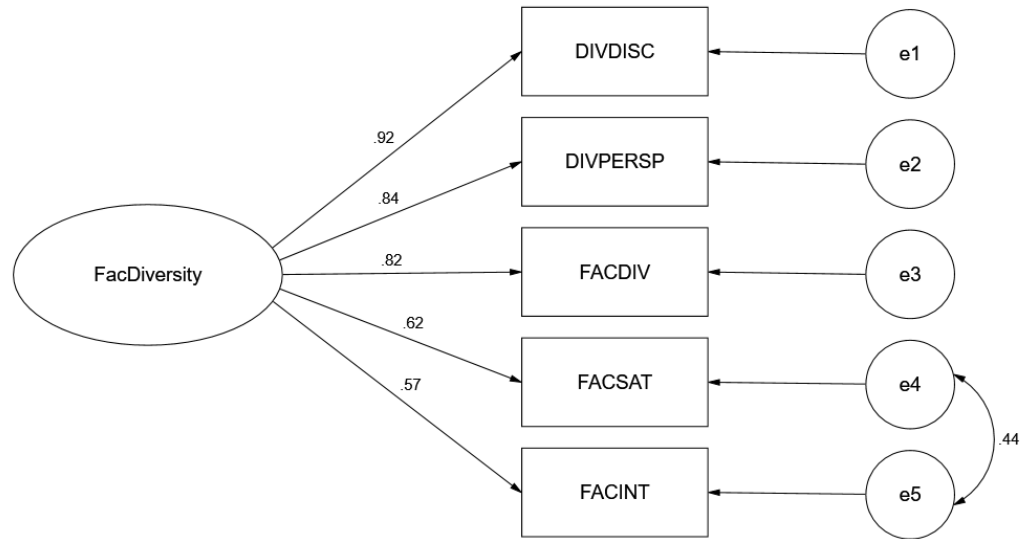 DIVDISC
e1
.92
DIVPERSP
e2
.84
FacDiversity
.82
FACDIV
e3
.62
FACSAT
e4
.57
.44
FACINT
e5